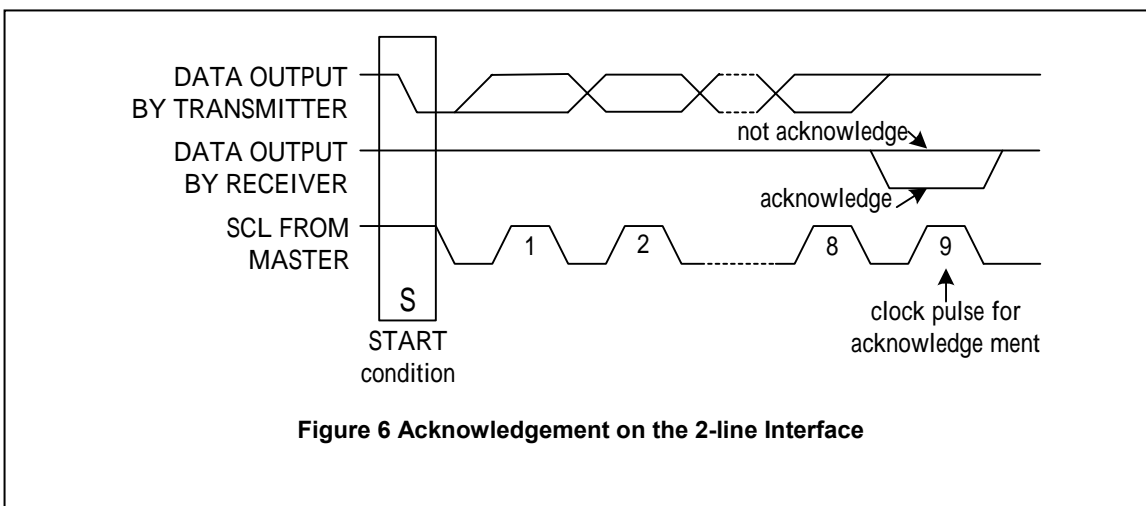 DATA OUTPUT
BY TRANSMITTER
not acknowledge
DATA OUTPUT
BY RECEIVER
acknowledge
SCL FROM
MASTER
1
2
8
9
S
START
condition
clock pulse for
acknowledge ment
Figure 6 Acknowledgement on the 2-line Interface